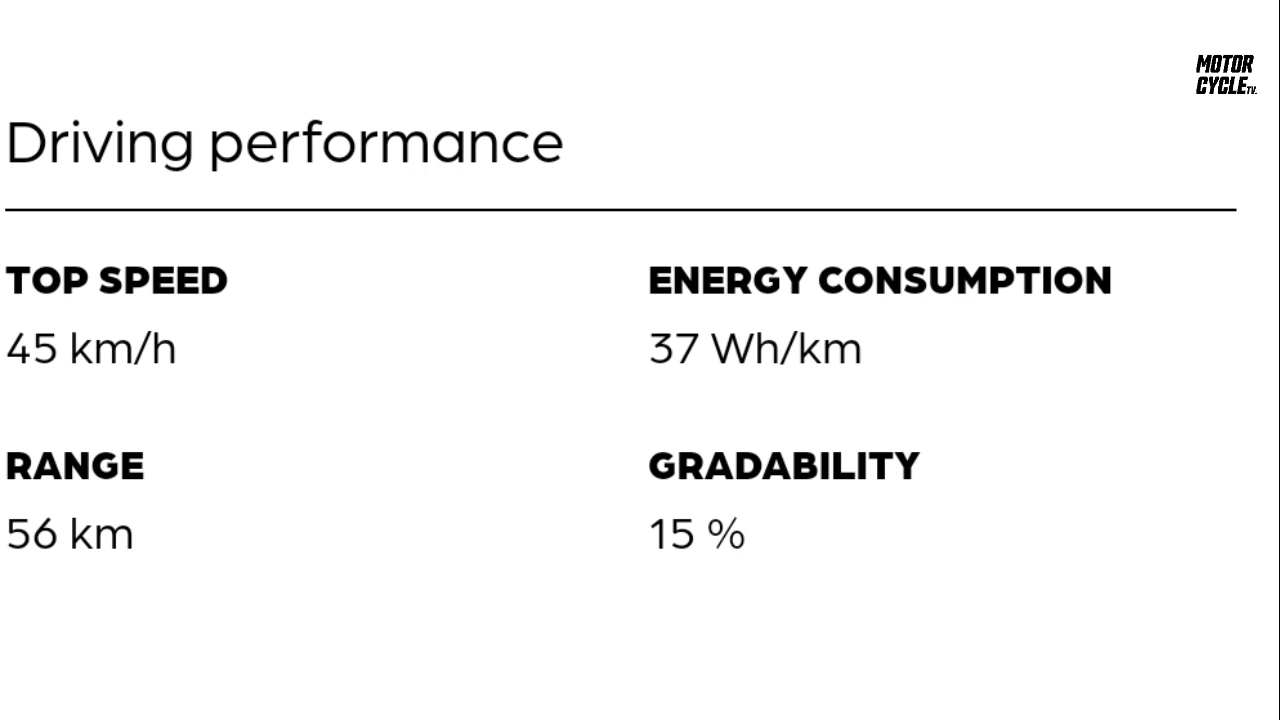 MOTOR
CYCLE TV.
Driving performance
TOP SPEED
ENERGY CONSUMPTION
45 km/h
37 Wh/km
RANGE
GRADABILITY
56 km
15 %